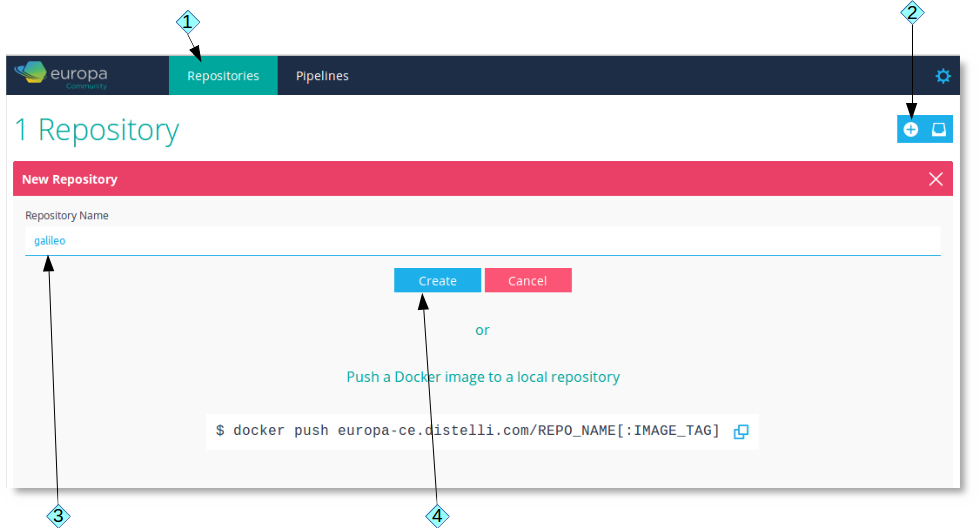 1
2
europa
Community
Repositories
Pipelines
1 Repository
New Repository
Repository Name
galileo
Create
Cancel
or
Push a Docker image to a local repository
$ docker push europa-ce.distelli.com/REPO_NAME[:IMAGE_TAG]
3
4